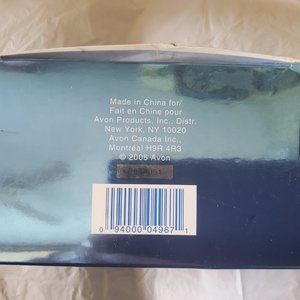 Made in China for/
Fait en Chine pour
Avon Products, Inc., Distr.
New York, NY 10020
Avon Canada Inc.,
Montréal H9R 4R3
© 2005 Avon
0 94000 04967 1